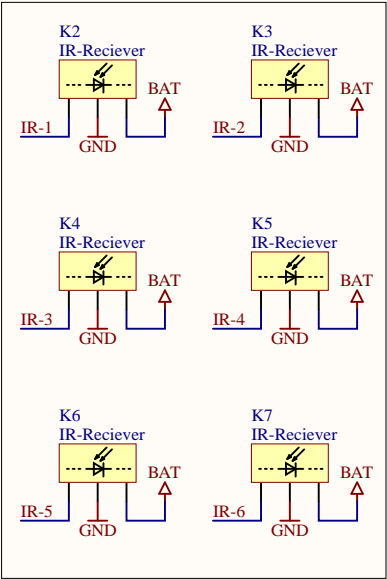 K2
IR-Reciever
BAT
IR-1
GND
K3
IR-Reciever
BAT
IR-2
GND
K4
IR-Reciever
BAT
IR-3
GND
K5
IR-Reciever
BAT
IR-4
GND
K6
IR-Reciever
BAT
IR-5
GND
K7
IR-Reciever
BAT
IR-6
GND